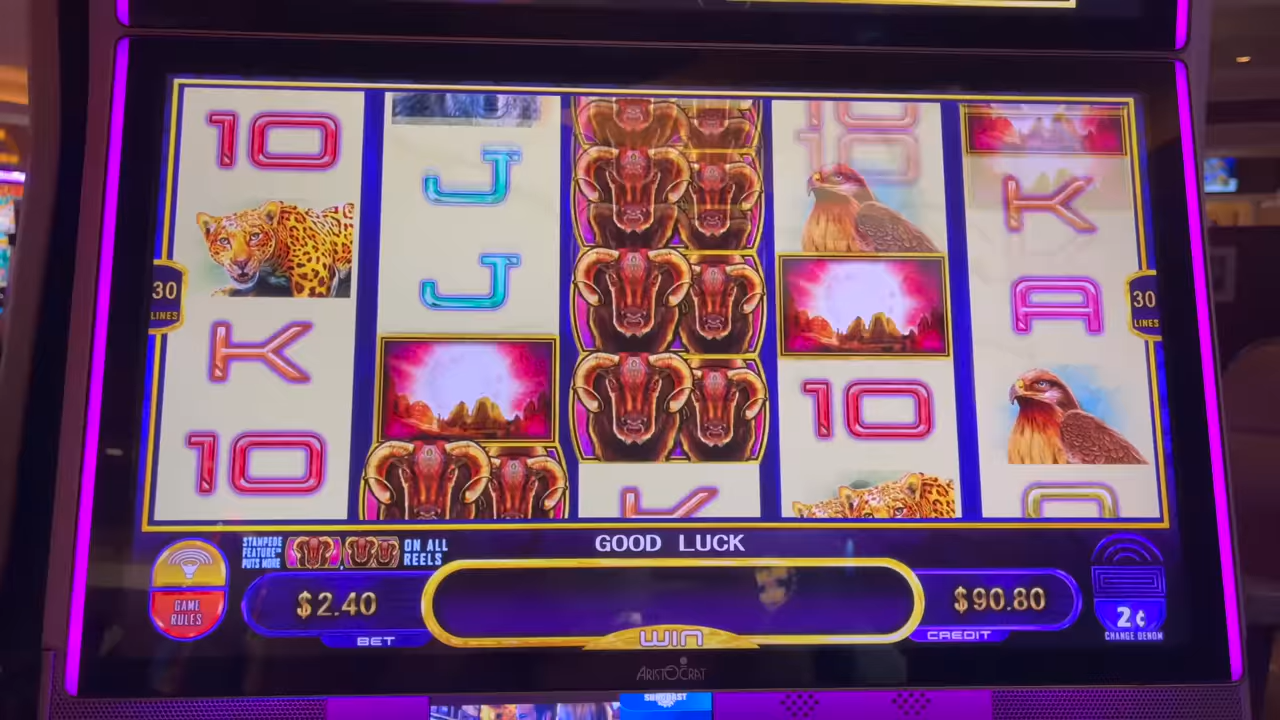 10
10
J
K
J
30
LINES
A
30
LINES
K
10
10
K
GOOD LUCK
STAMPEDE
FEATURE™
PUTS MORE
ON ALL
REELS
GAME
RULES
$2.40
BET
WIN
$90.80
CREDIT
2¢
CHANGE DENOM
ARISTOCRAT